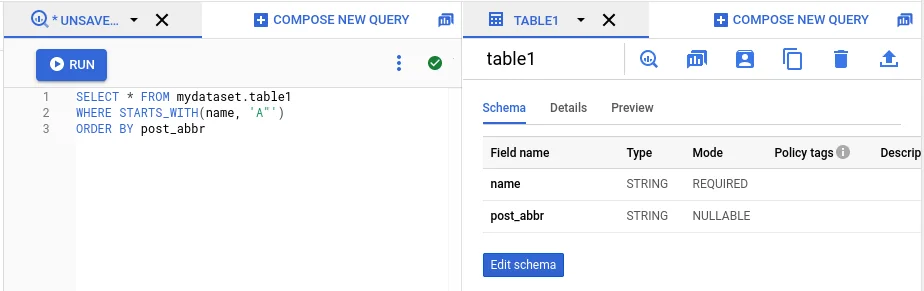 * UNSAVE...
COMPOSE NEW QUERY
RUN
1 SELECT * FROM mydataset.table1
2 WHERE STARTS_WITH(name, 'A"')
3 ORDER BY post_abbr
TABLE1
COMPOSE NEW QUERY
table1
Schema Details Preview
Field name Type Mode Policy tags Descrip
name STRING REQUIRED
post_abbr STRING NULLABLE
Edit schema